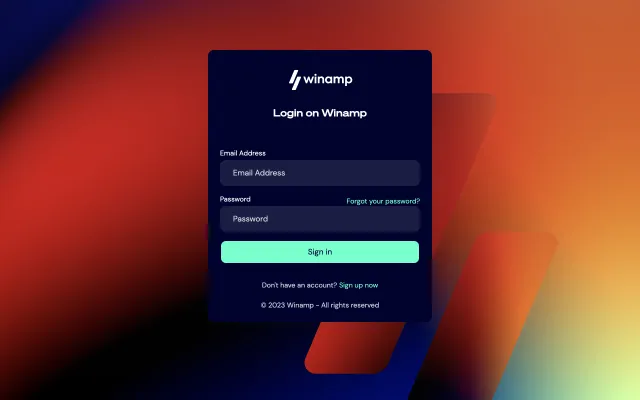 winamp
Login on Winamp
Email Address
Email Address
Password
Forgot your password?
Password
Sign in
Don't have an account? Sign up now
© 2023 Winamp - All rights reserved